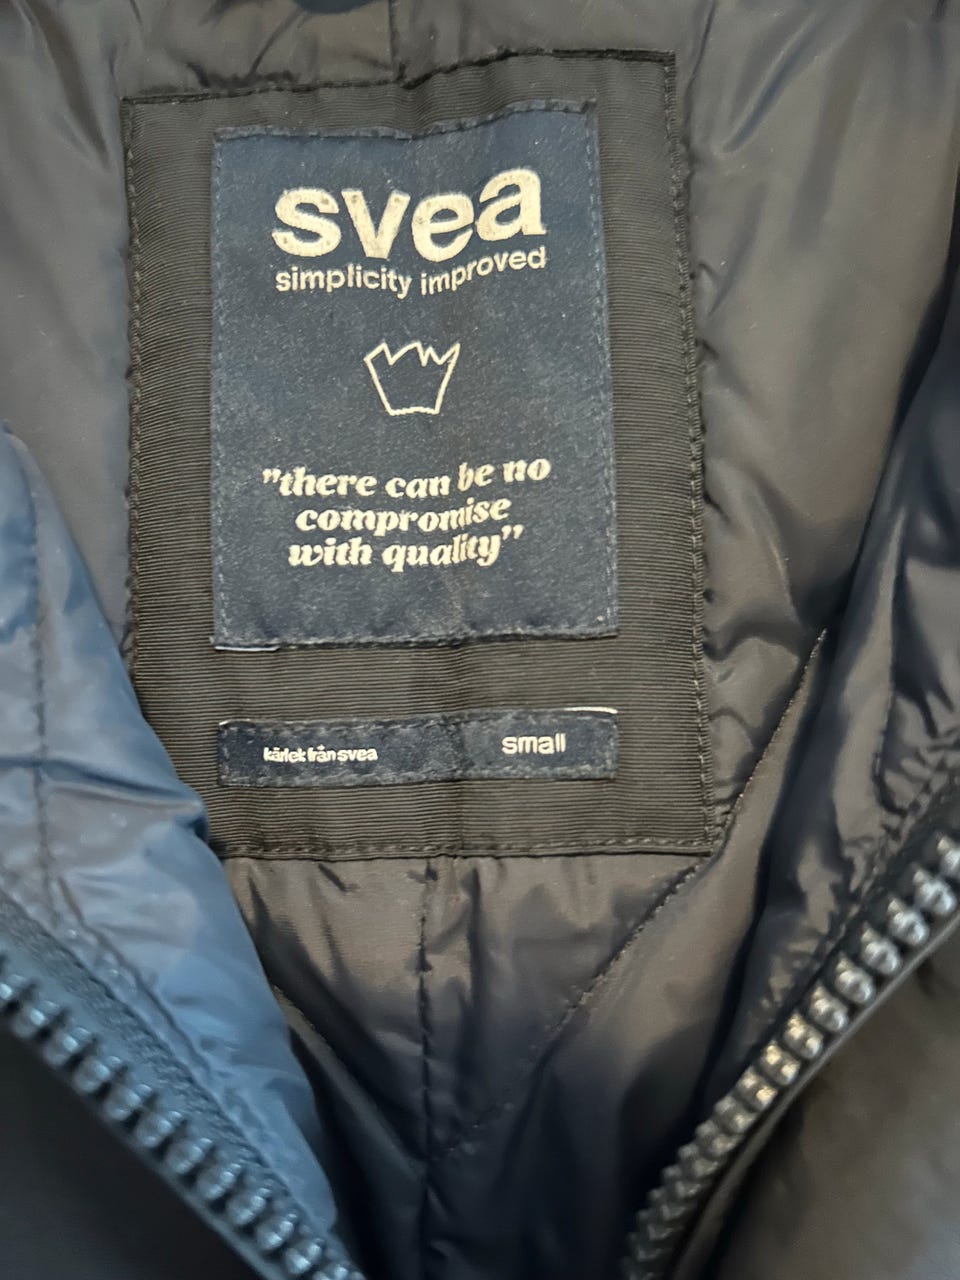 svea
simplicity improved
"there can be no
compromise
with quality"
kärlek från svea
small